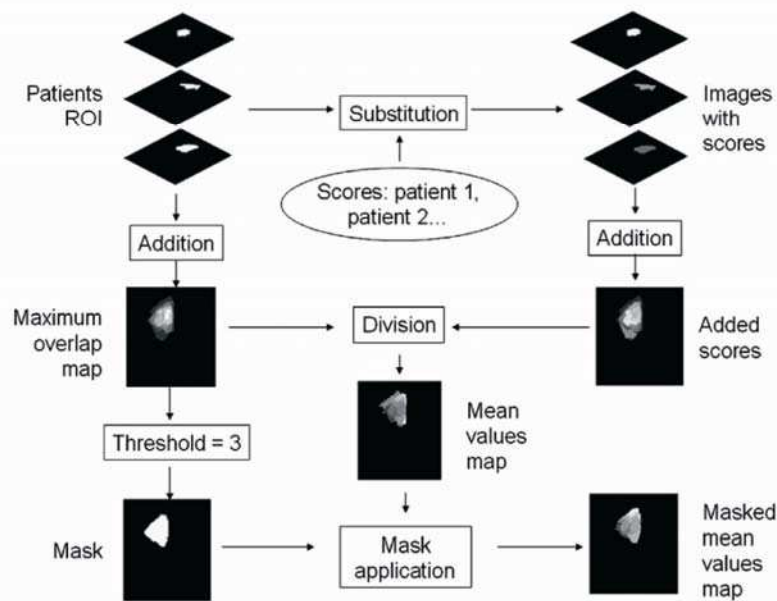 Patients
ROI
Substitution
Images
with
scores
Scores: patient 1,
patient 2...
Addition
Addition
Maximum
overlap
map
Division
Added
scores
Threshold = 3
Mean
values
map
Mask
Mask
application
Masked
mean
values
map